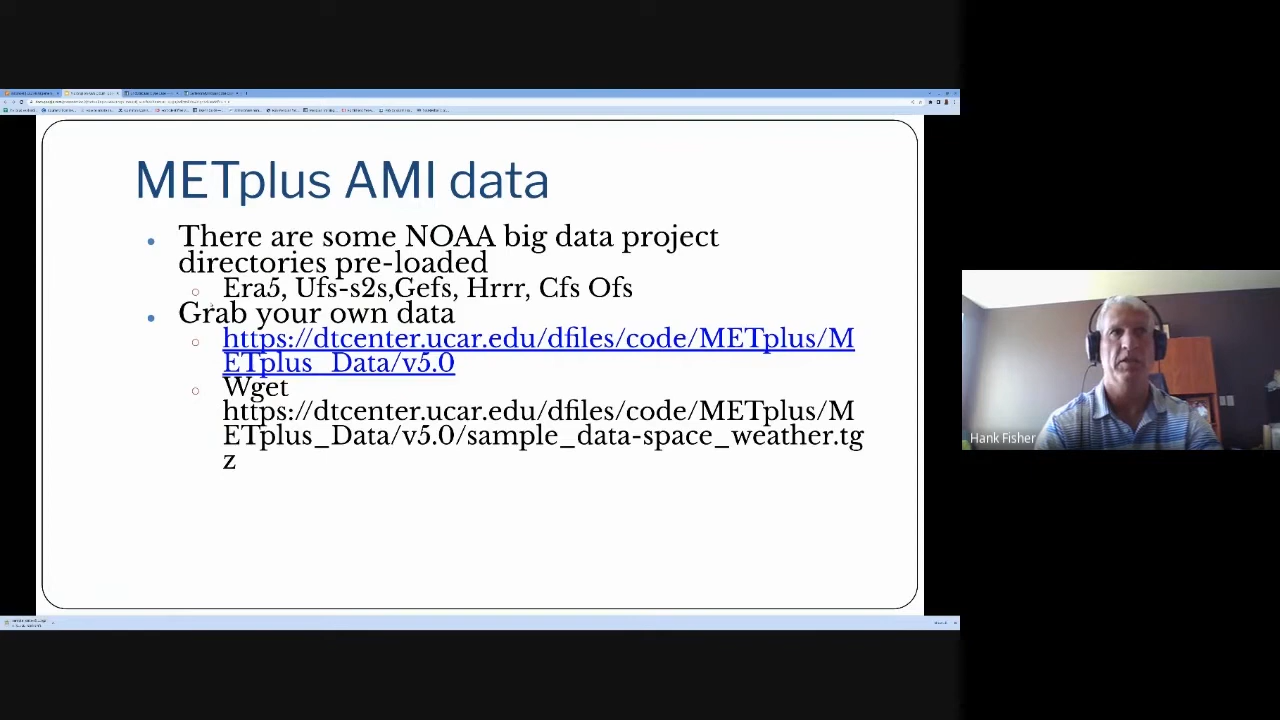 METplus AMI data
There are some NOAA big data project
directories pre-loaded
Era5, Ufs-s2s,Gefs, Hrrr, Cfs Ofs
Grab your own data
https://dtcenter.ucar.edu/dfiles/code/METplus/M
ETplus_Data/v5.0
Wget
https://dtcenter.ucar.edu/dfiles/code/METplus/M
ETplus_Data/v5.0/sample_data-space_weather.tg
z
Hank Fisher